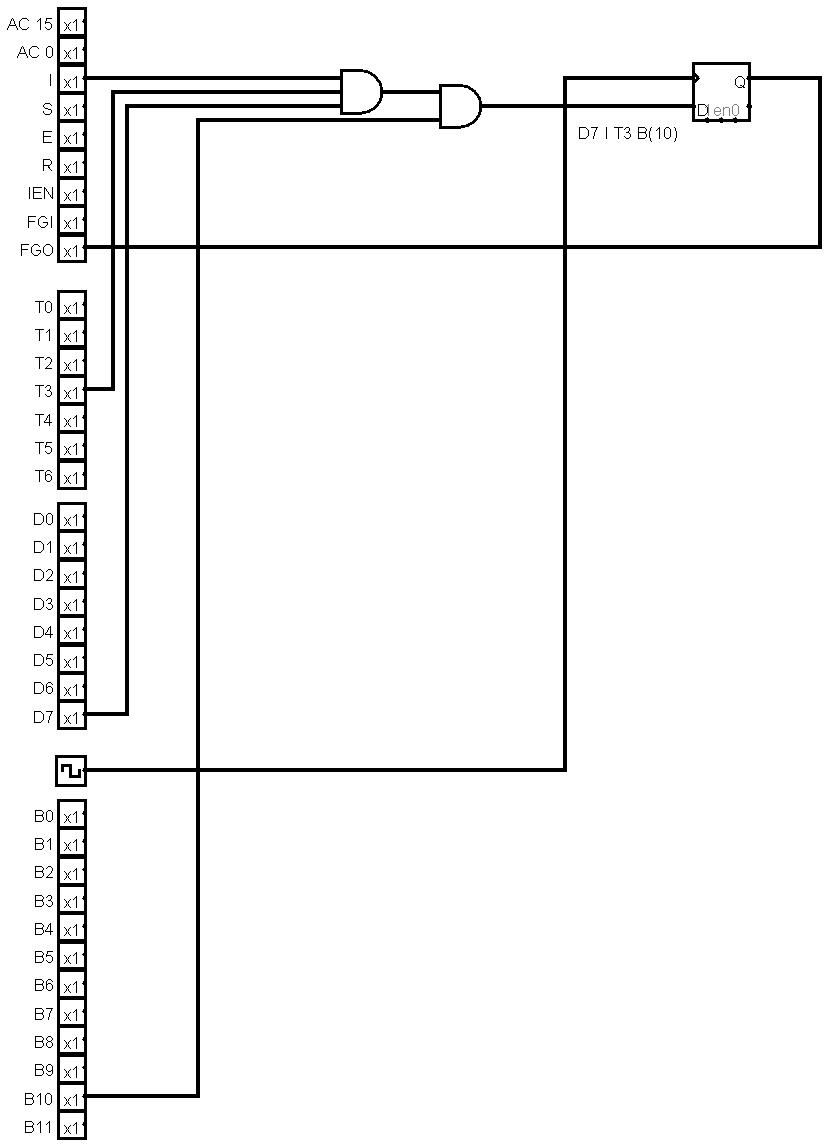 AC 15 x1
AC 0 x1
I x1
S x1
E x1
R x1
IEN x1
FGI x1
FGO x1
Q
D en0
D7 I T3 B(10)
T0 x1
T1 x1
T2 x1
T3 x1
T4 x1
T5 x1
T6 x1
D0 x1
D1 x1
D2 x1
D3 x1
D4 x1
D5 x1
D6 x1
D7 x1
B0 x1
B1 x1
B2 x1
B3 x1
B4 x1
B5 x1
B6 x1
B7 x1
B8 x1
B9 x1
B10 x1
B11 x1